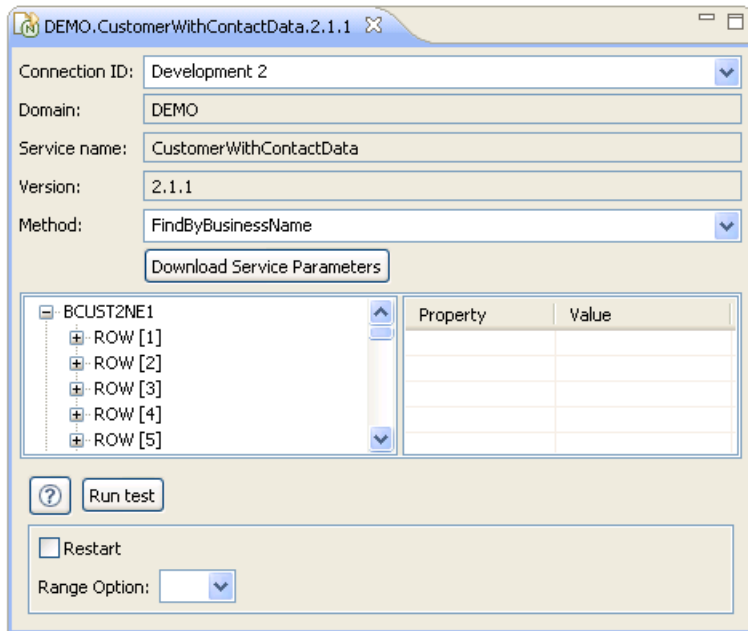 DEMO.CustomerWithContactData.2.1.1
Connection ID: Development 2
Domain: DEMO
Service name: CustomerWithContactData
Version: 2.1.1
Method: FindByBusinessName
Download Service Parameters
BCUST2NE1 Property Value
ROW [1]
ROW [2]
ROW [3]
ROW [4]
ROW [5]
? Run test
Restart
Range Option: